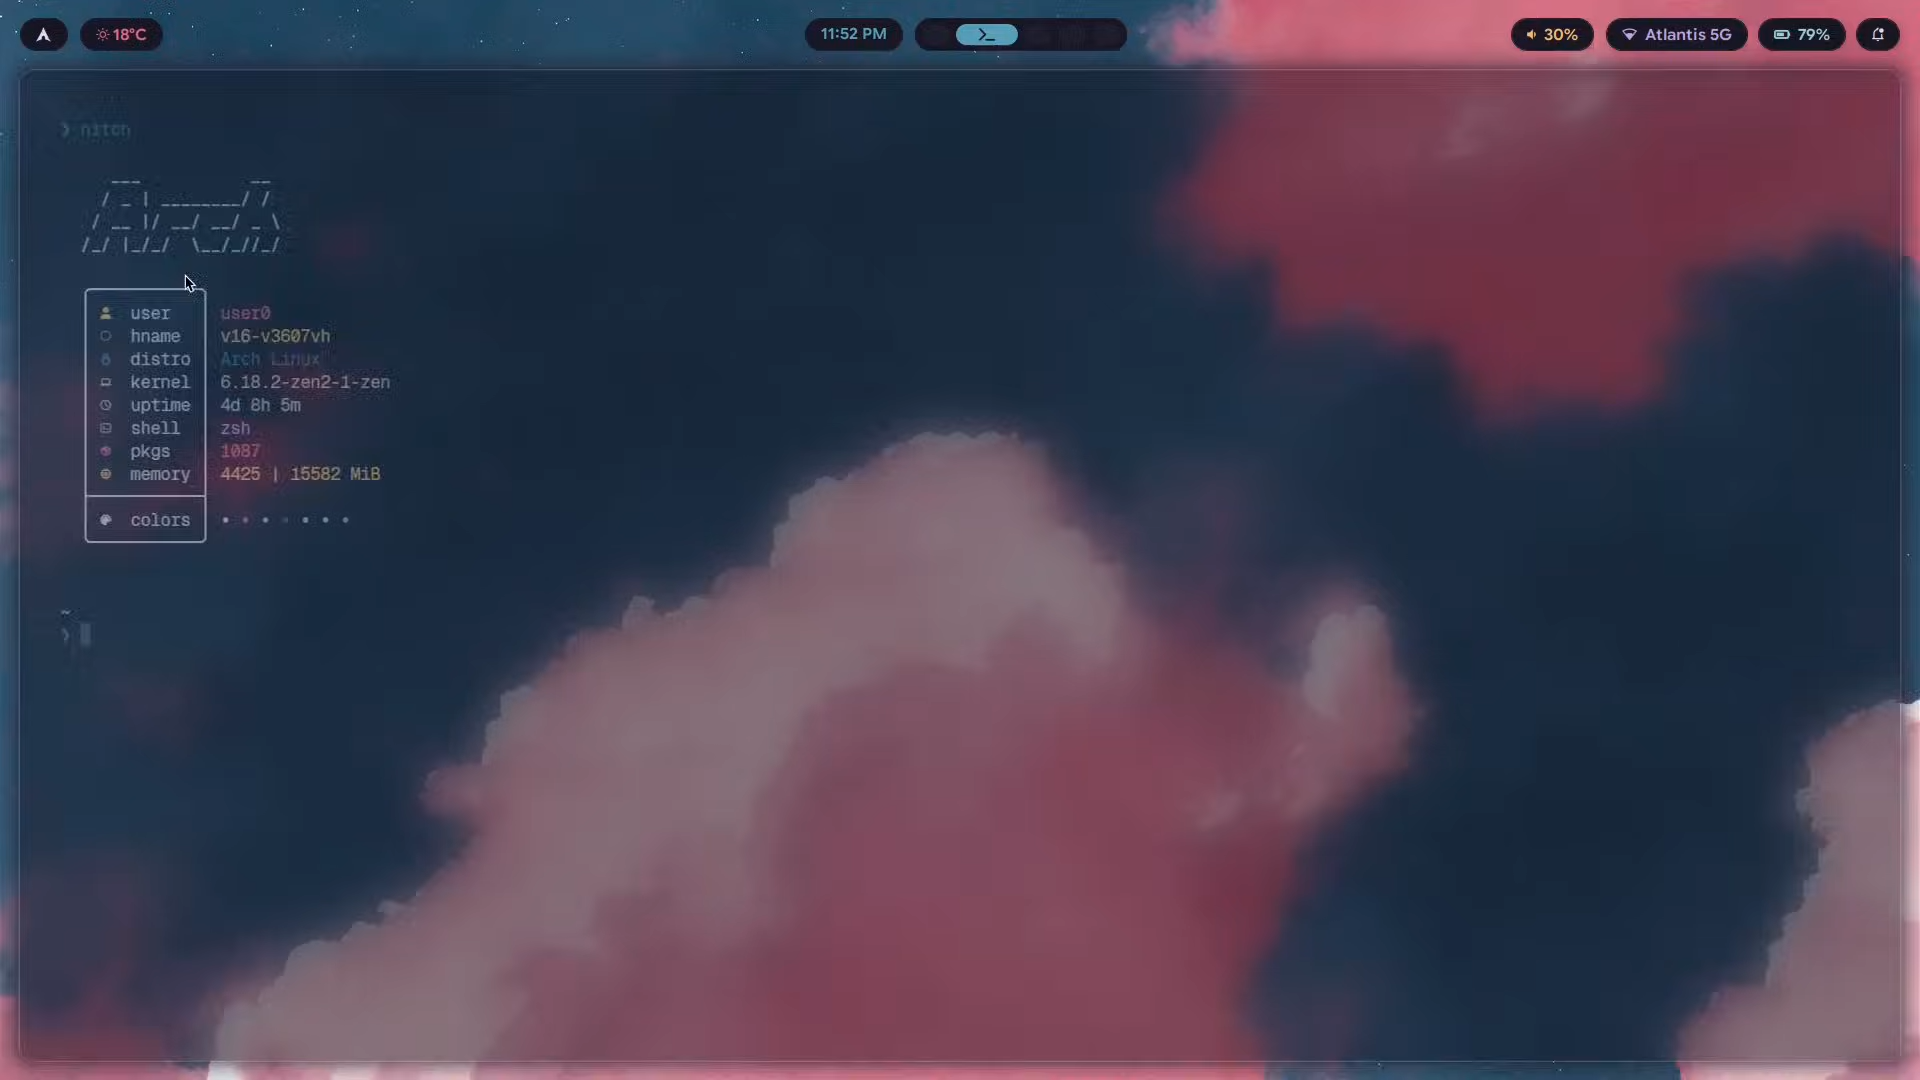 18°C
11:52 PM
30%
Atlantis 5G
79%
❯ nitch
Arch
user user0
hname v16-v3607vh
distro Arch Linux
kernel 6.18.2-zen2-1-zen
uptime 4d 8h 5m
shell zsh
pkgs 1087
memory 4425 | 15582 MiB
colors
~
❯